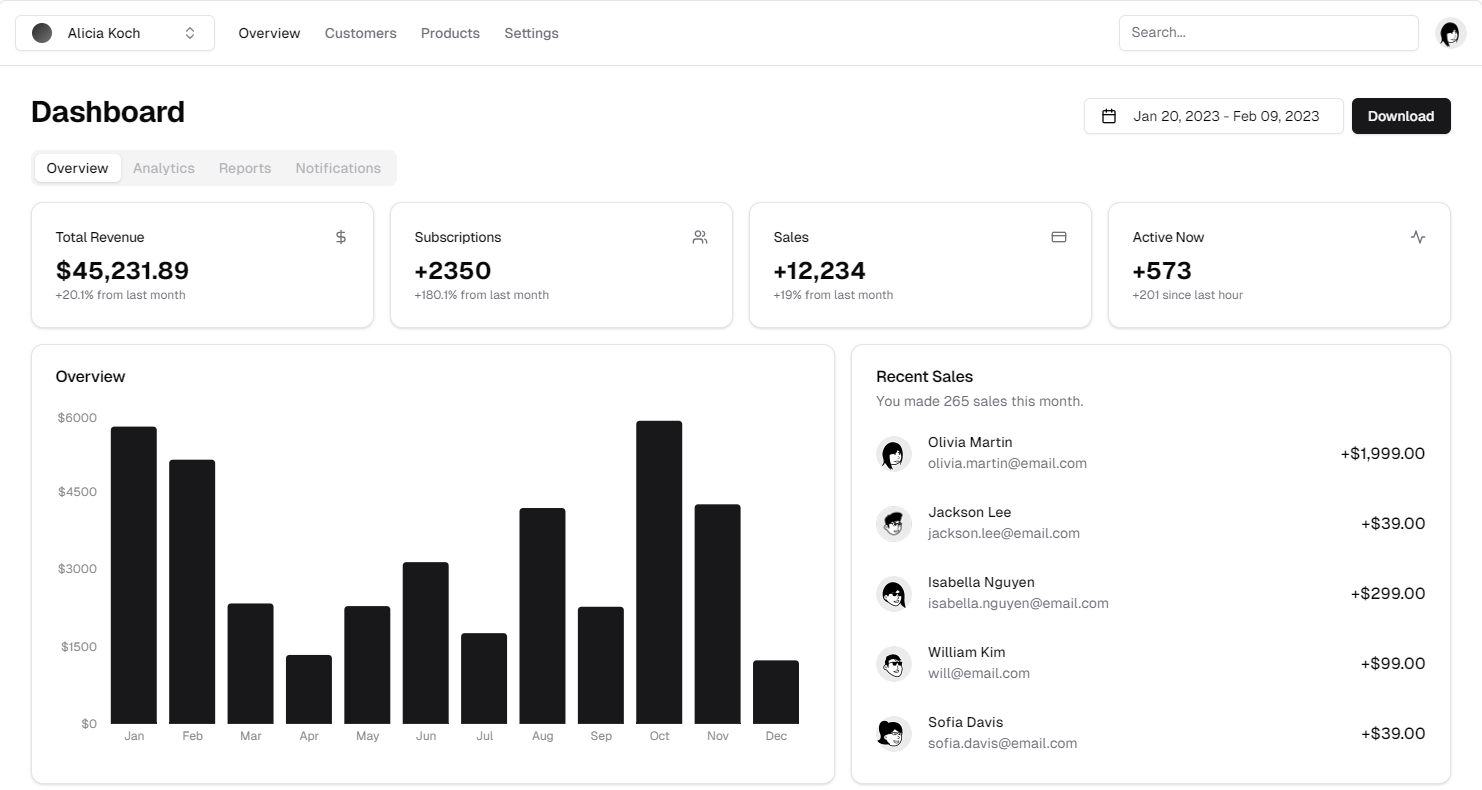 Alicia Koch
Overview
Customers
Products
Settings
Search...
Dashboard
Jan 20, 2023 - Feb 09, 2023
Download
Overview
Analytics
Reports
Notifications
Total Revenue
$45,231.89
+20.1% from last month
Subscriptions
+2350
+180.1% from last month
Sales
+12,234
+19% from last month
Active Now
+573
+201 since last hour
Overview
$6000
$4500
$3000
$1500
$0
Jan
Feb
Mar
Apr
May
Jun
Jul
Aug
Sep
Oct
Nov
Dec
Recent Sales
You made 265 sales this month.
Olivia Martin
olivia.martin@email.com
+$1,999.00
Jackson Lee
jackson.lee@email.com
+$39.00
Isabella Nguyen
isabella.nguyen@email.com
+$299.00
William Kim
will@email.com
+$99.00
Sofia Davis
sofia.davis@email.com
+$39.00